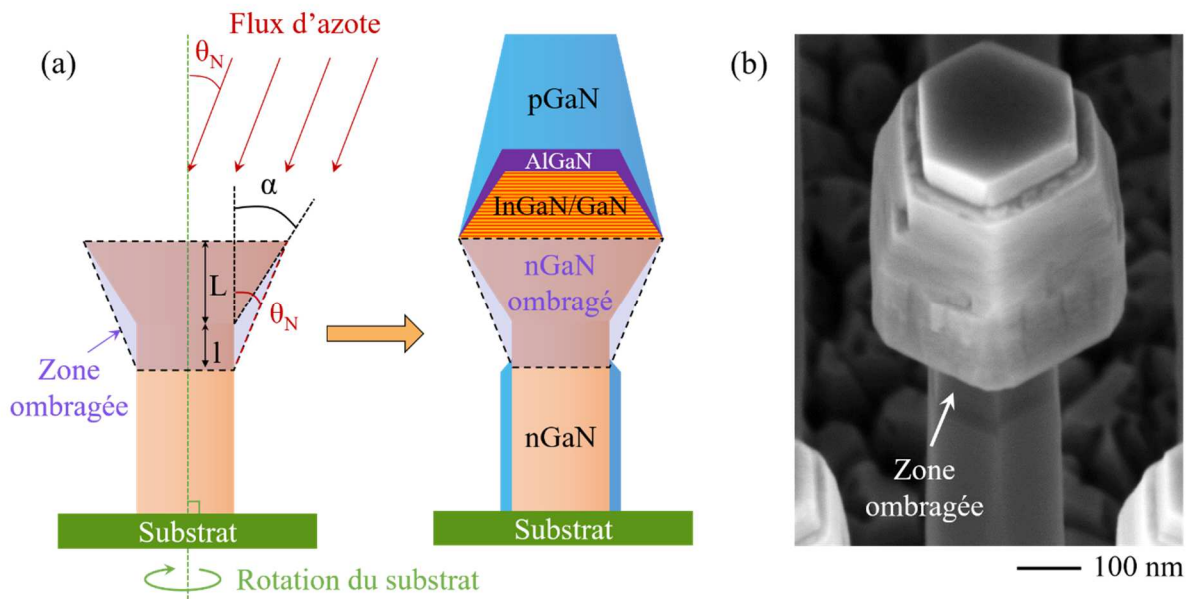 (a)
Flux d’azote
θN
α
L
θN
l
Zone
ombragée
Substrat
Rotation du substrat
pGaN
AlGaN
InGaN/GaN
nGaN
ombragé
nGaN
Substrat
(b)
Zone
ombragée
100 nm